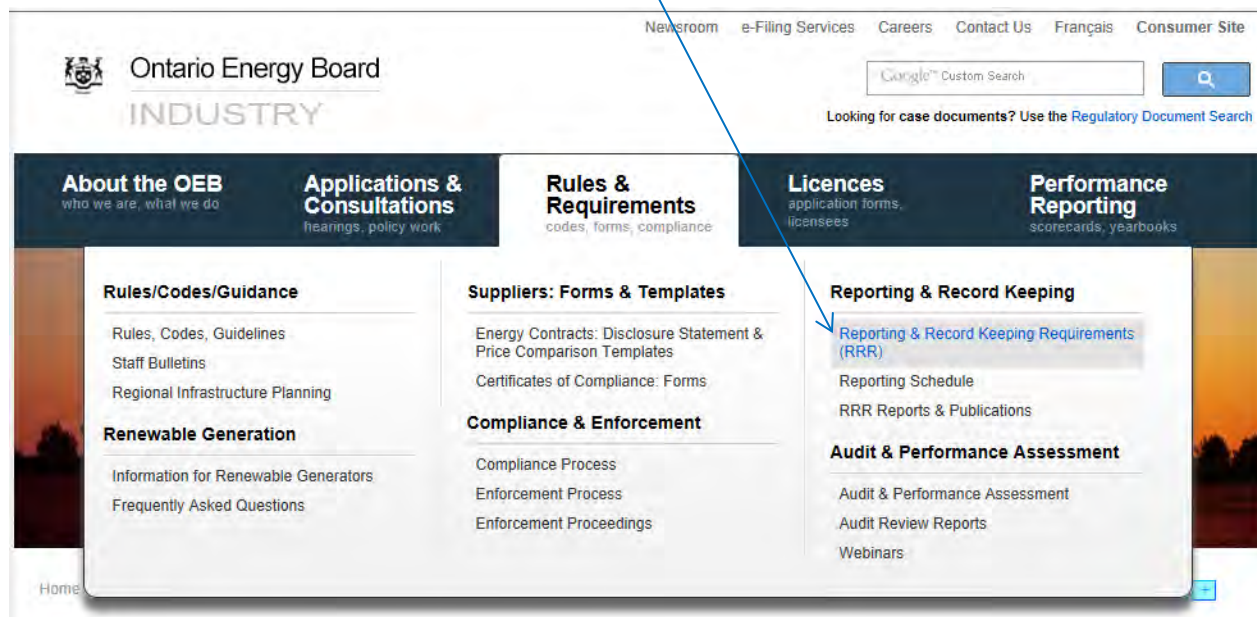 Newsroom e-Filing Services Careers Contact Us Français Consumer Site
Ontario Energy Board
INDUSTRY
Google™ Custom Search
Looking for case documents? Use the Regulatory Document Search
About the OEB
who we are, what we do
Applications &
Consultations
hearings, policy work
Rules &
Requirements
codes, forms, compliance
Licences
application forms,
licensees
Performance
Reporting
scorecards, yearbooks
Rules/Codes/Guidance
Rules, Codes, Guidelines
Staff Bulletins
Regional Infrastructure Planning
Renewable Generation
Information for Renewable Generators
Frequently Asked Questions
Suppliers: Forms & Templates
Energy Contracts: Disclosure Statement &
Price Comparison Templates
Certificates of Compliance: Forms
Compliance & Enforcement
Compliance Process
Enforcement Process
Enforcement Proceedings
Reporting & Record Keeping
Reporting & Record Keeping Requirements
(RRR)
Reporting Schedule
RRR Reports & Publications
Audit & Performance Assessment
Audit & Performance Assessment
Audit Review Reports
Webinars
Home
+